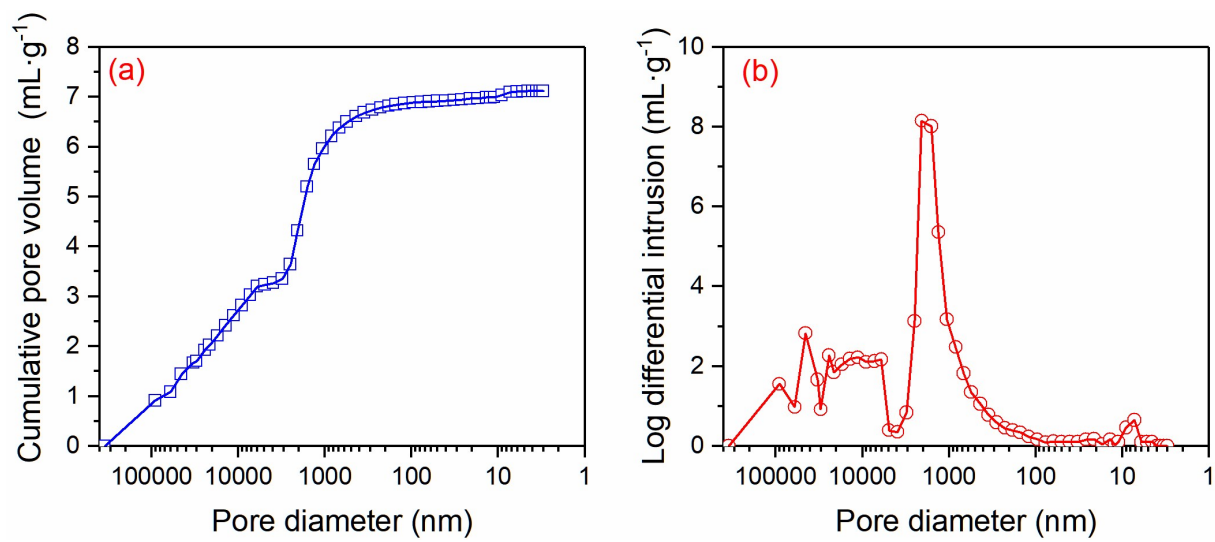 (a)
Cumulative pore volume (mL·g⁻¹)
8
7
6
5
4
3
2
1
0
100000 10000 1000 100 10 1
Pore diameter (nm)
(b)
Log differential intrusion (mL·g⁻¹)
10
8
6
4
2
0
100000 10000 1000 100 10 1
Pore diameter (nm)